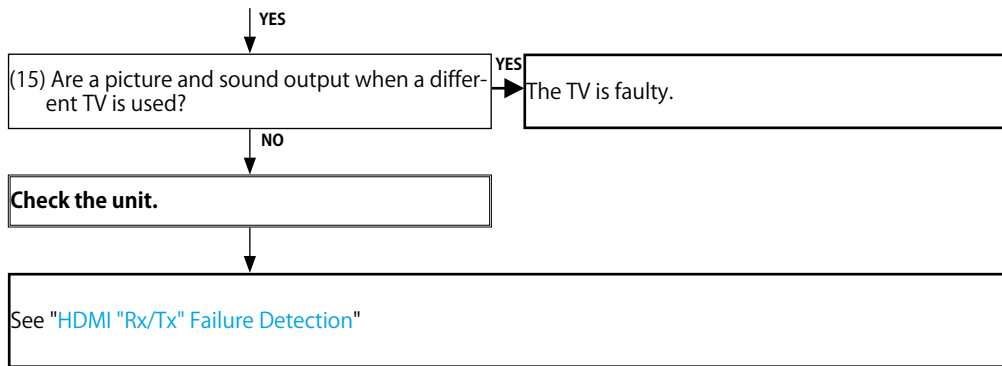 YES
(15) Are a picture and sound output when a differ-
ent TV is used?
YES
The TV is faulty.
NO
Check the unit.
See "HDMI "Rx/Tx" Failure Detection"